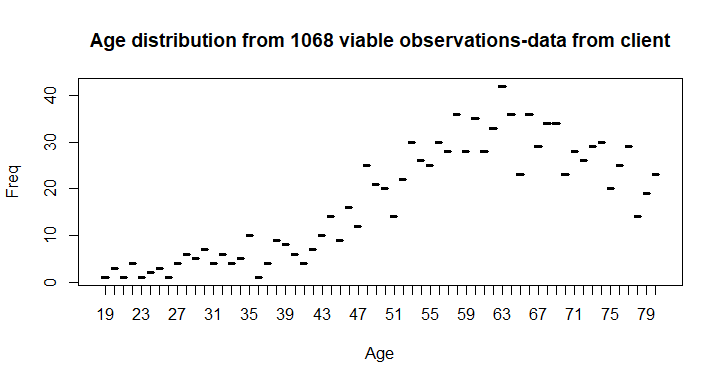 Age distribution from 1068 viable observations-data from client
Freq
40
30
20
10
0
19 23 27 31 35 39 43 47 51 55 59 63 67 71 75 79
Age